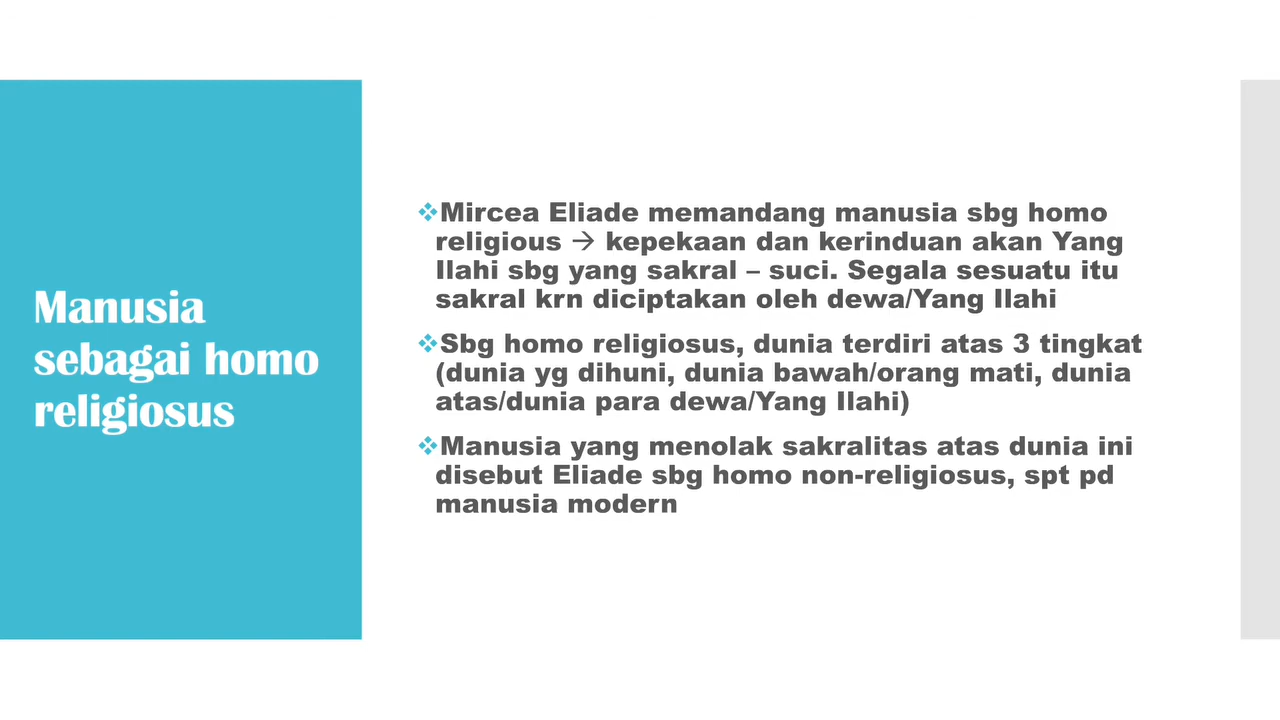 Manusia
sebagai homo
religiosus
❖Mircea Eliade memandang manusia sbg homo
religious → kepekaan dan kerinduan akan Yang
Ilahi sbg yang sakral – suci. Segala sesuatu itu
sakral krn diciptakan oleh dewa/Yang Ilahi
❖Sbg homo religiosus, dunia terdiri atas 3 tingkat
(dunia yg dihuni, dunia bawah/orang mati, dunia
atas/dunia para dewa/Yang Ilahi)
❖Manusia yang menolak sakralitas atas dunia ini
disebut Eliade sbg homo non-religiosus, spt pd
manusia modern